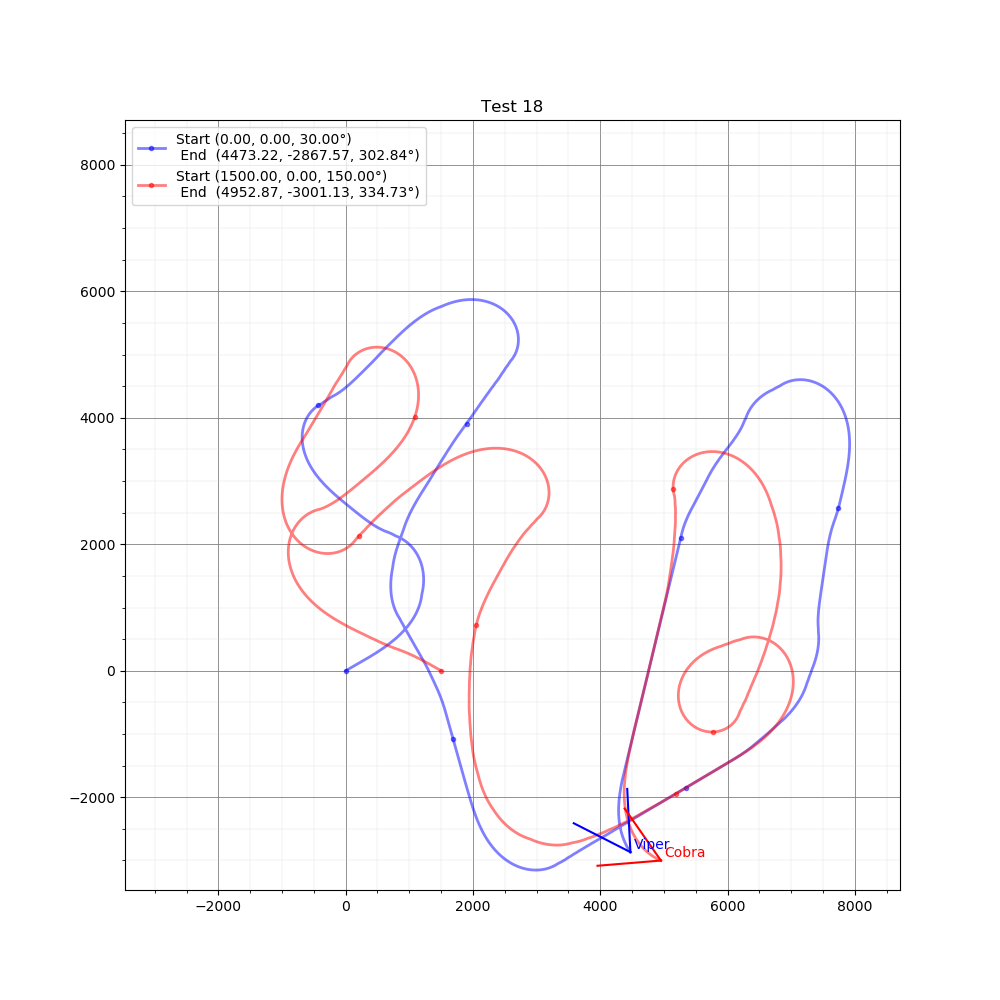 Test 18
Start (0.00, 0.00, 30.00°)
End (4473.22, -2867.57, 302.84°)
Start (1500.00, 0.00, 150.00°)
End (4952.87, -3001.13, 334.73°)
8000
6000
4000
2000
0
−2000
Viper
Cobra
−2000
0
2000
4000
6000
8000